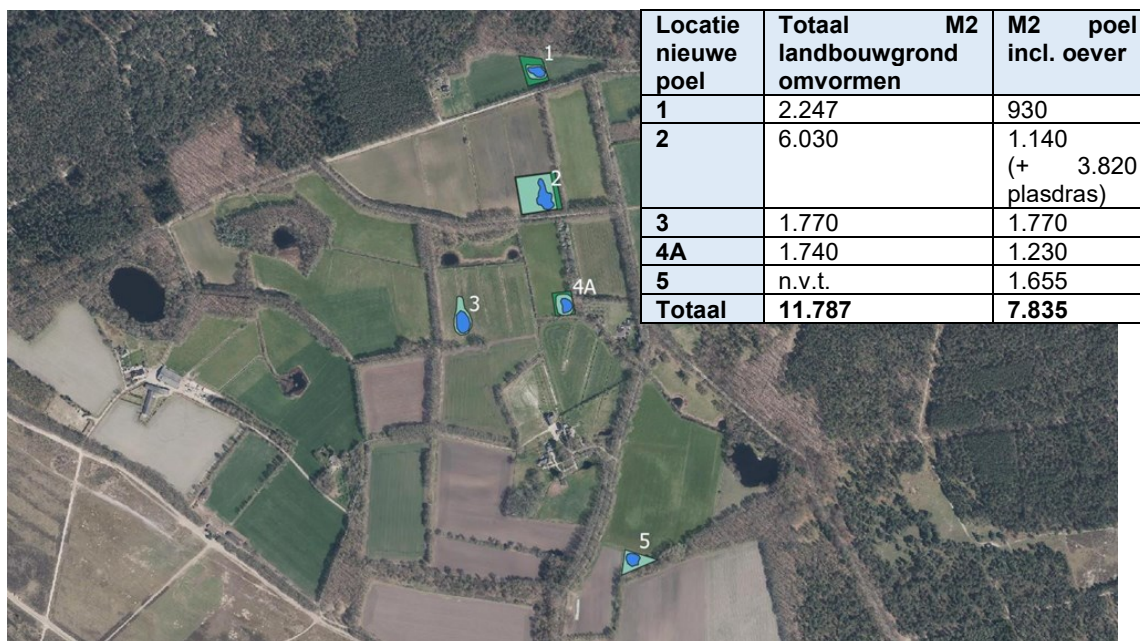 Locatie Totaal M2 M2 poel
nieuwe landbouwgrond incl. oever
poel omvormen
1 2.247 930
2 6.030 1.140
(+ 3.820
plasdras)
3 1.770 1.770
4A 1.740 1.230
5 n.v.t. 1.655
Totaal 11.787 7.835
1
2
4A
3
5